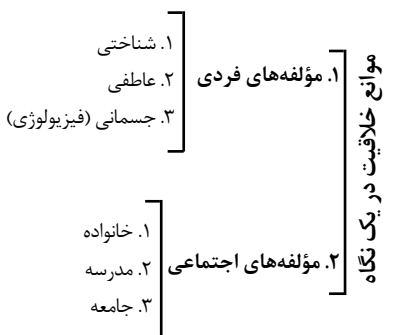 موانع خلاقیت در یک نگاه
۱. مؤلفه‌های فردی
۱. شناختی
۲. عاطفی
۳. جسمانی (فیزیولوژی)
۲. مؤلفه‌های اجتماعی
۱. خانواده
۲. مدرسه
۳. جامعه